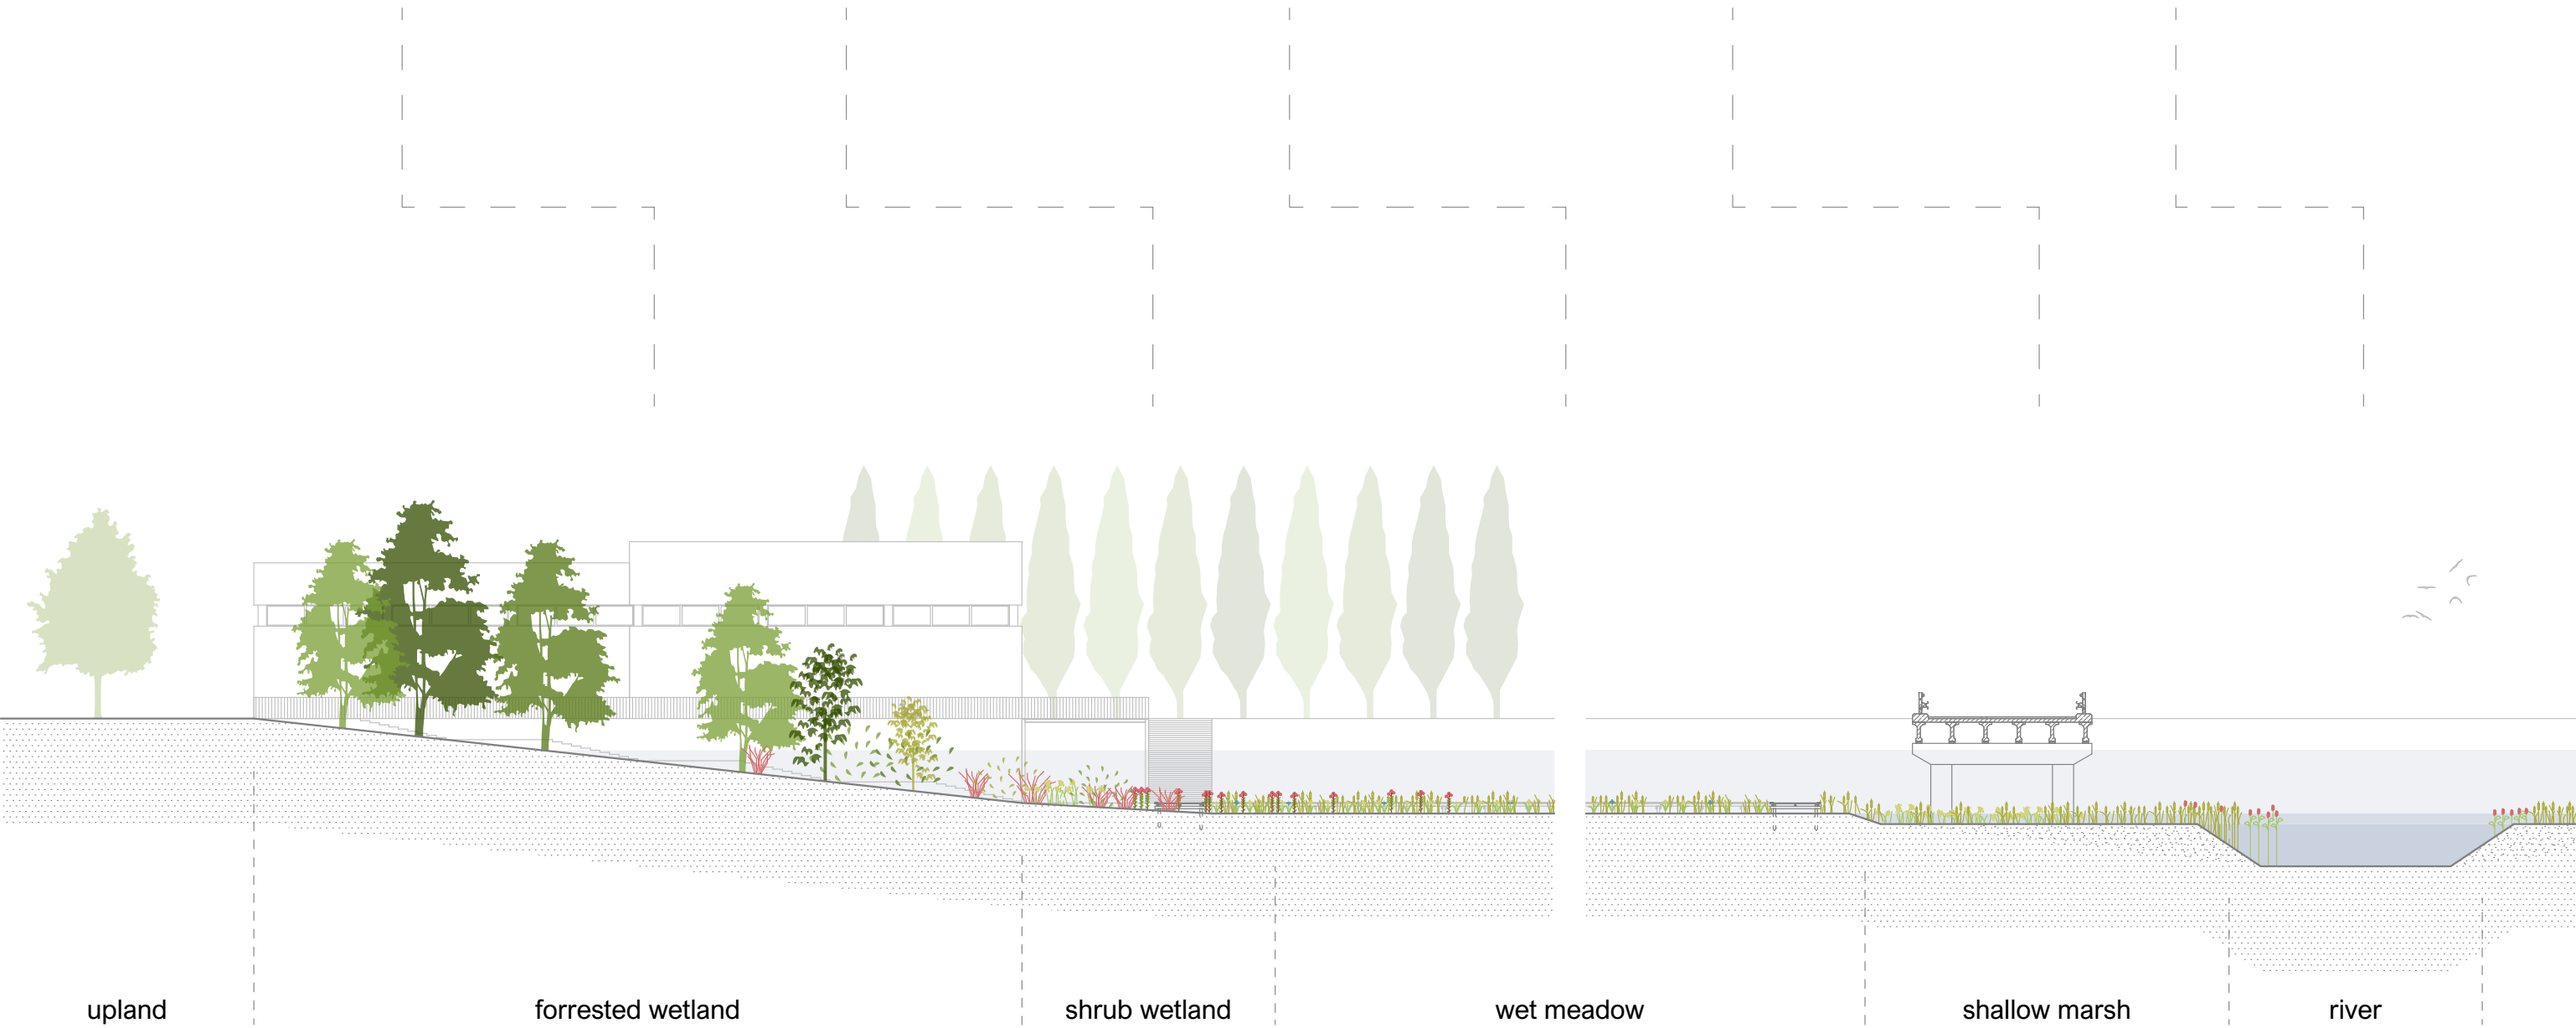 upland
forrested wetland
shrub wetland
wet meadow
shallow marsh
river